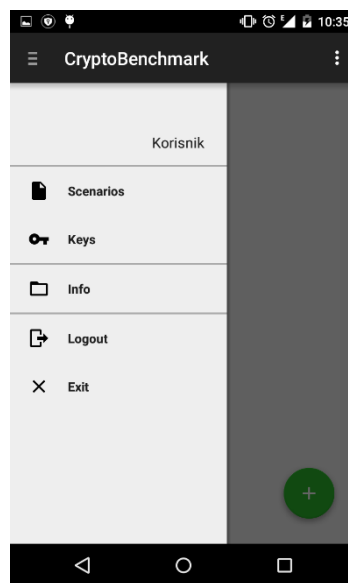 E 10:35
CryptoBenchmark
Korisnik
Scenarios
Keys
Info
Logout
Exit